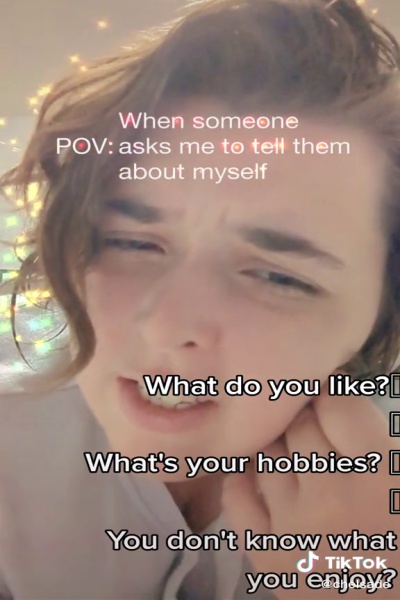 When someone
POV: asks me to tell them
about myself
What do you like?
What's your hobbies?
You don't know what
you enjoy?
TikTok